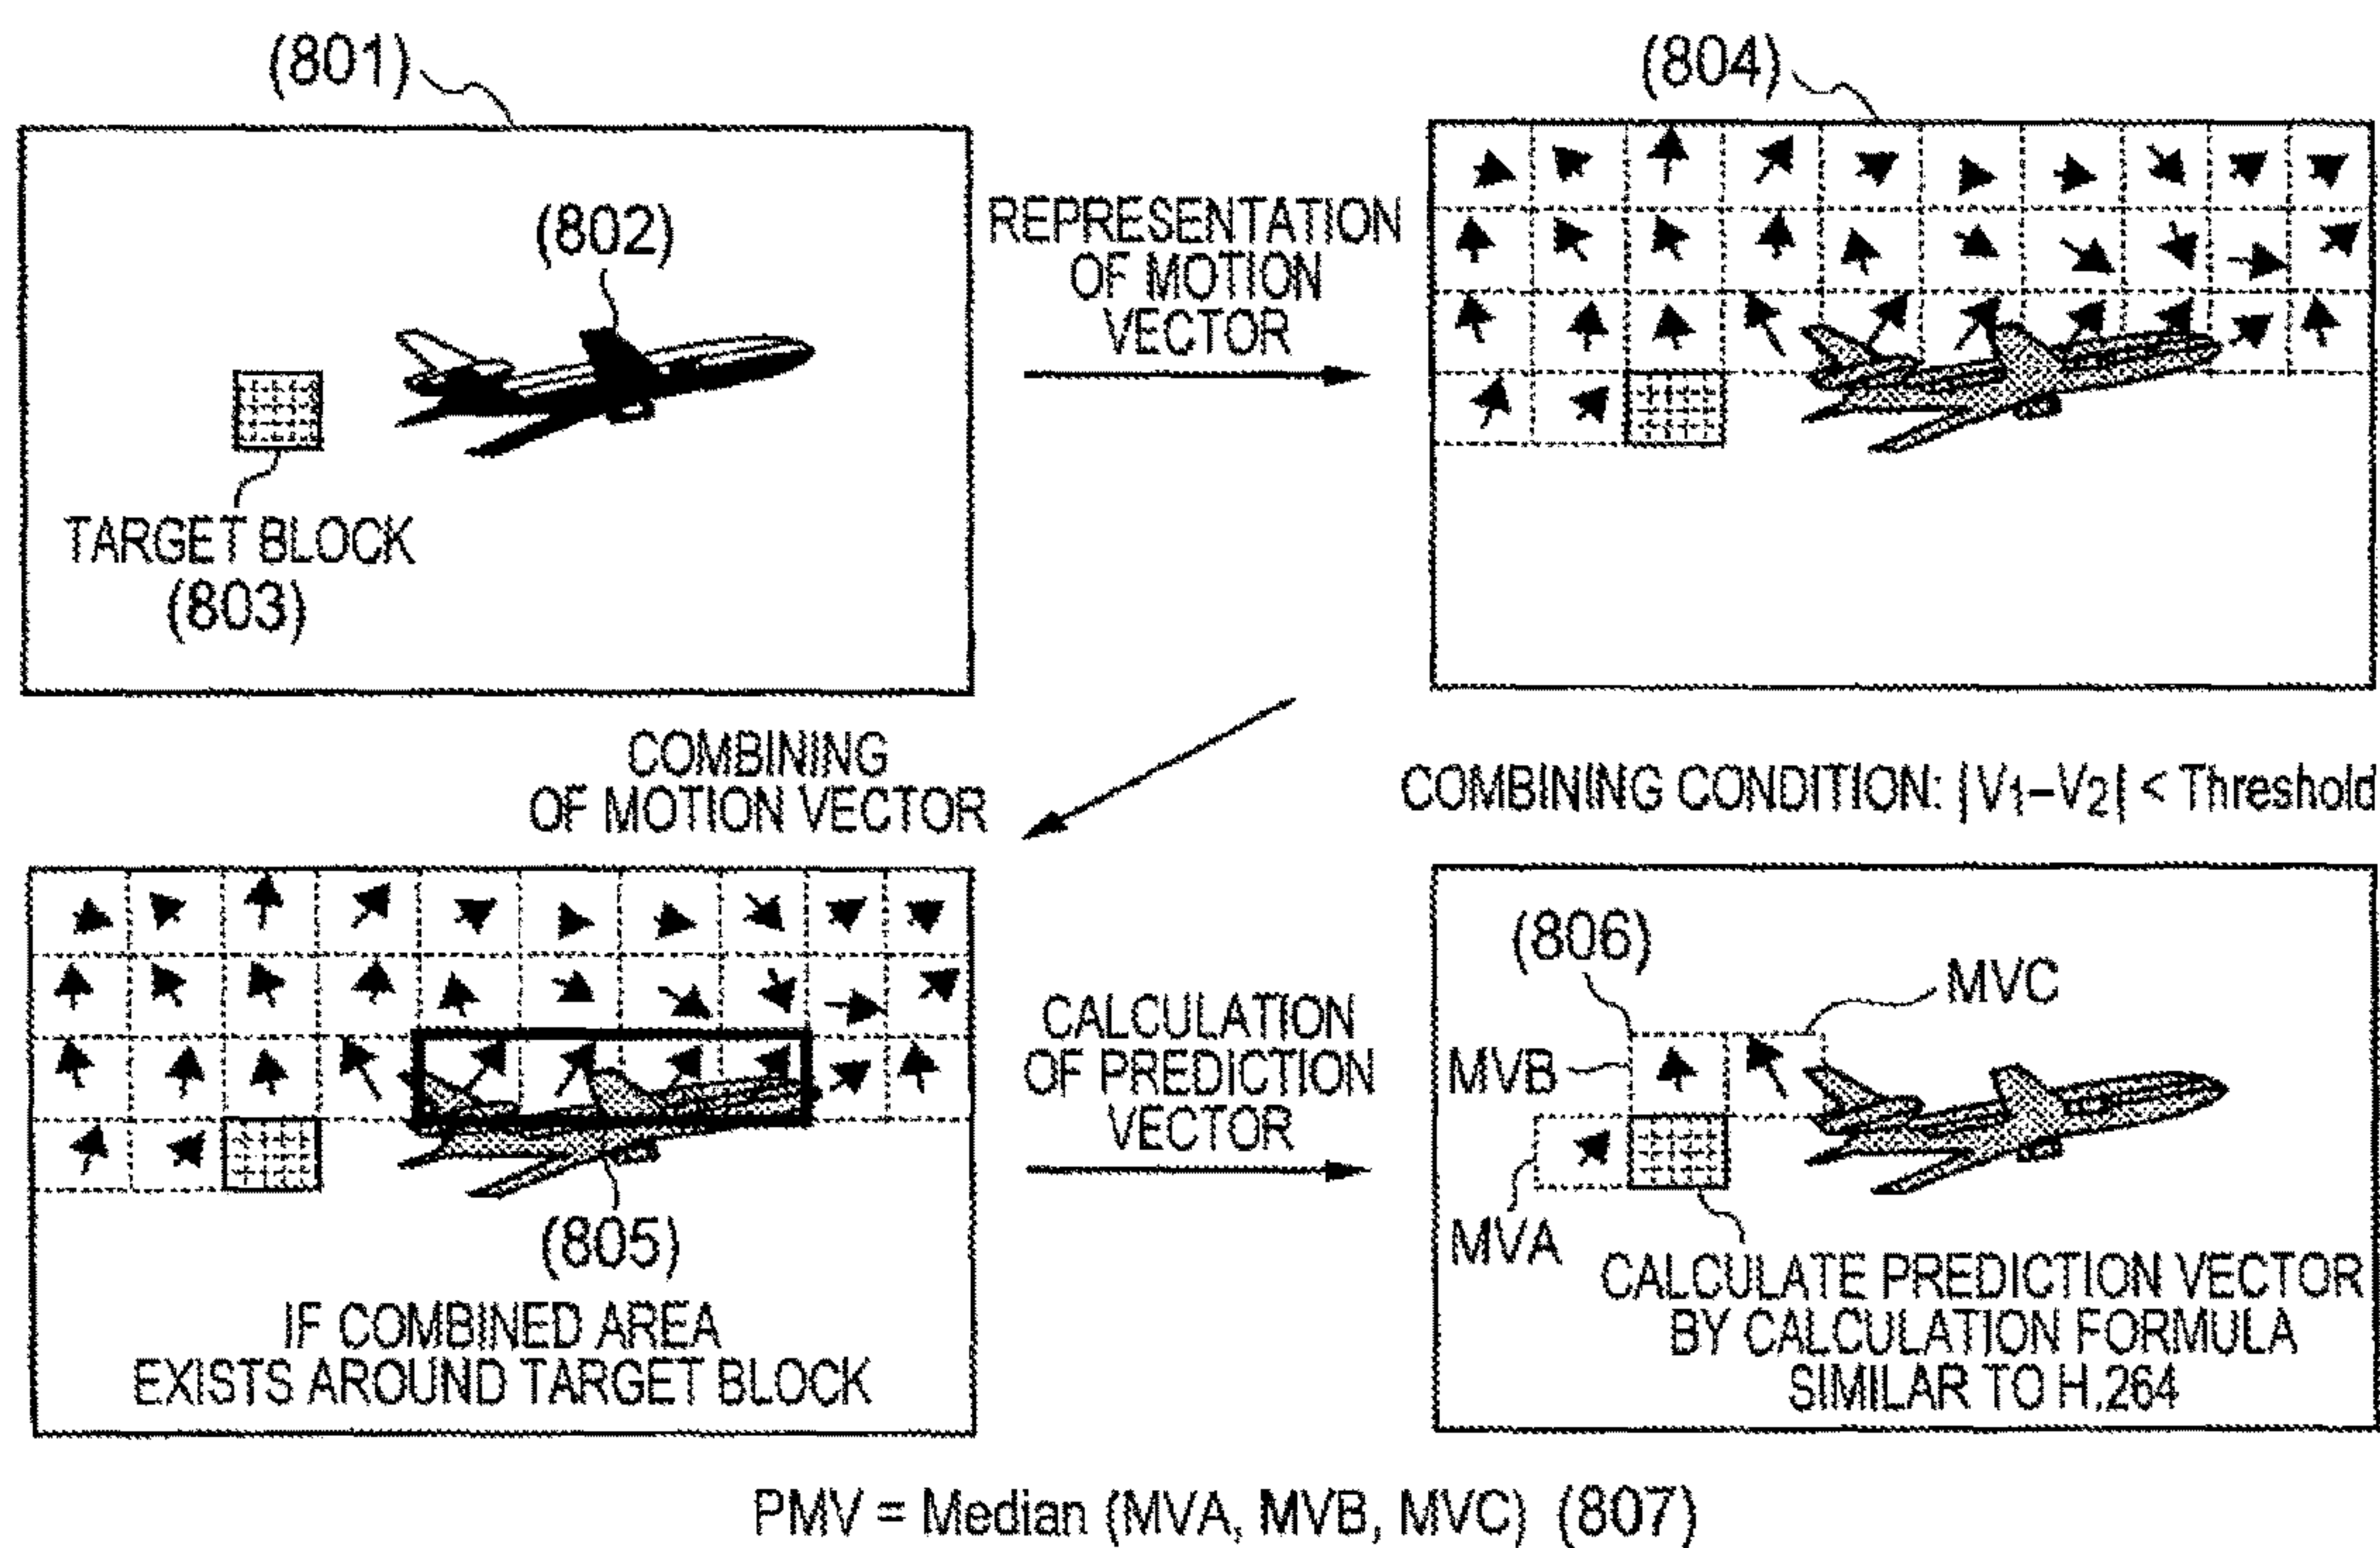 (801)
(802)
TARGET BLOCK
(803)
REPRESENTATION
OF MOTION
VECTOR
(804)
COMBINING
OF MOTION VECTOR
COMBINING CONDITION: |V1–V2| < Threshold
(805)
IF COMBINED AREA
EXISTS AROUND TARGET BLOCK
CALCULATION
OF PREDICTION
VECTOR
(806)
MVC
MVB
MVA
CALCULATE PREDICTION VECTOR
BY CALCULATION FORMULA
SIMILAR TO H.264
PMV = Median (MVA, MVB, MVC) (807)